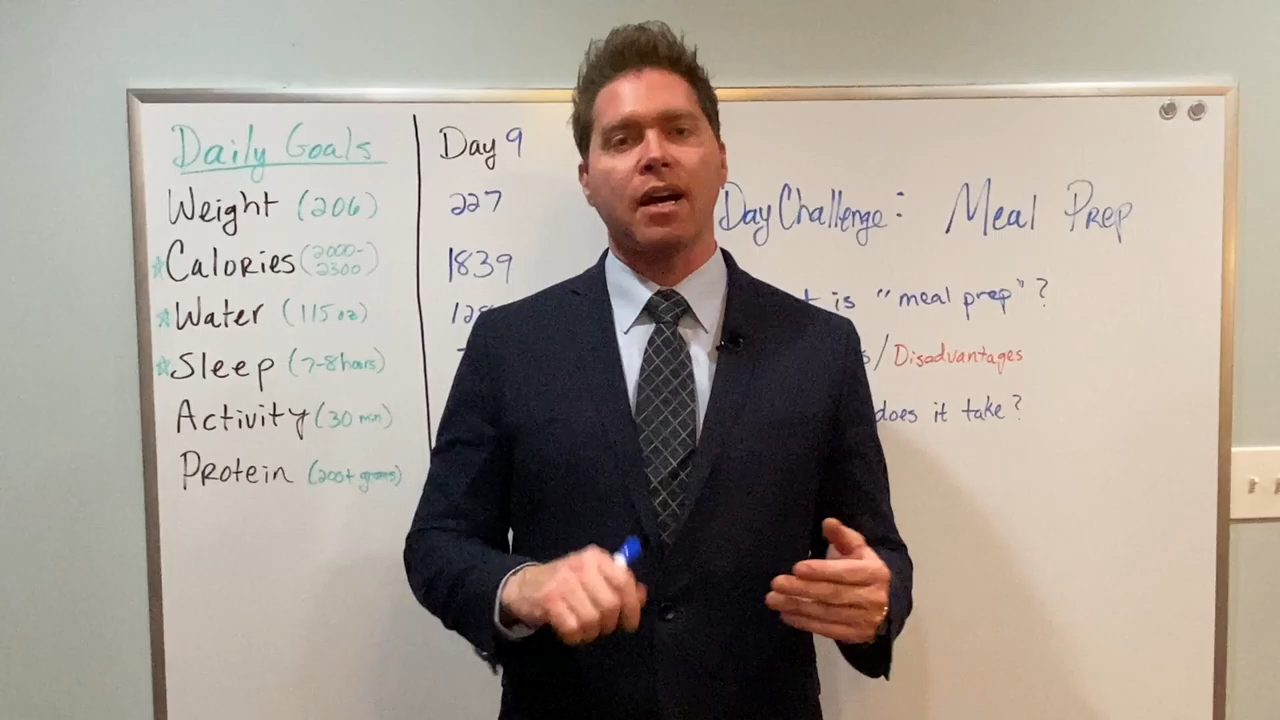 Daily Goals
Weight (206)
Calories (2000-
2300)
Water (115 oz)
Sleep (7-8 hours)
Activity (30 min)
Protein (200+ grams)
Day 9
227
1839
Day Challenge: Meal Prep
is "meal prep"?
/Disadvantages
does it take?